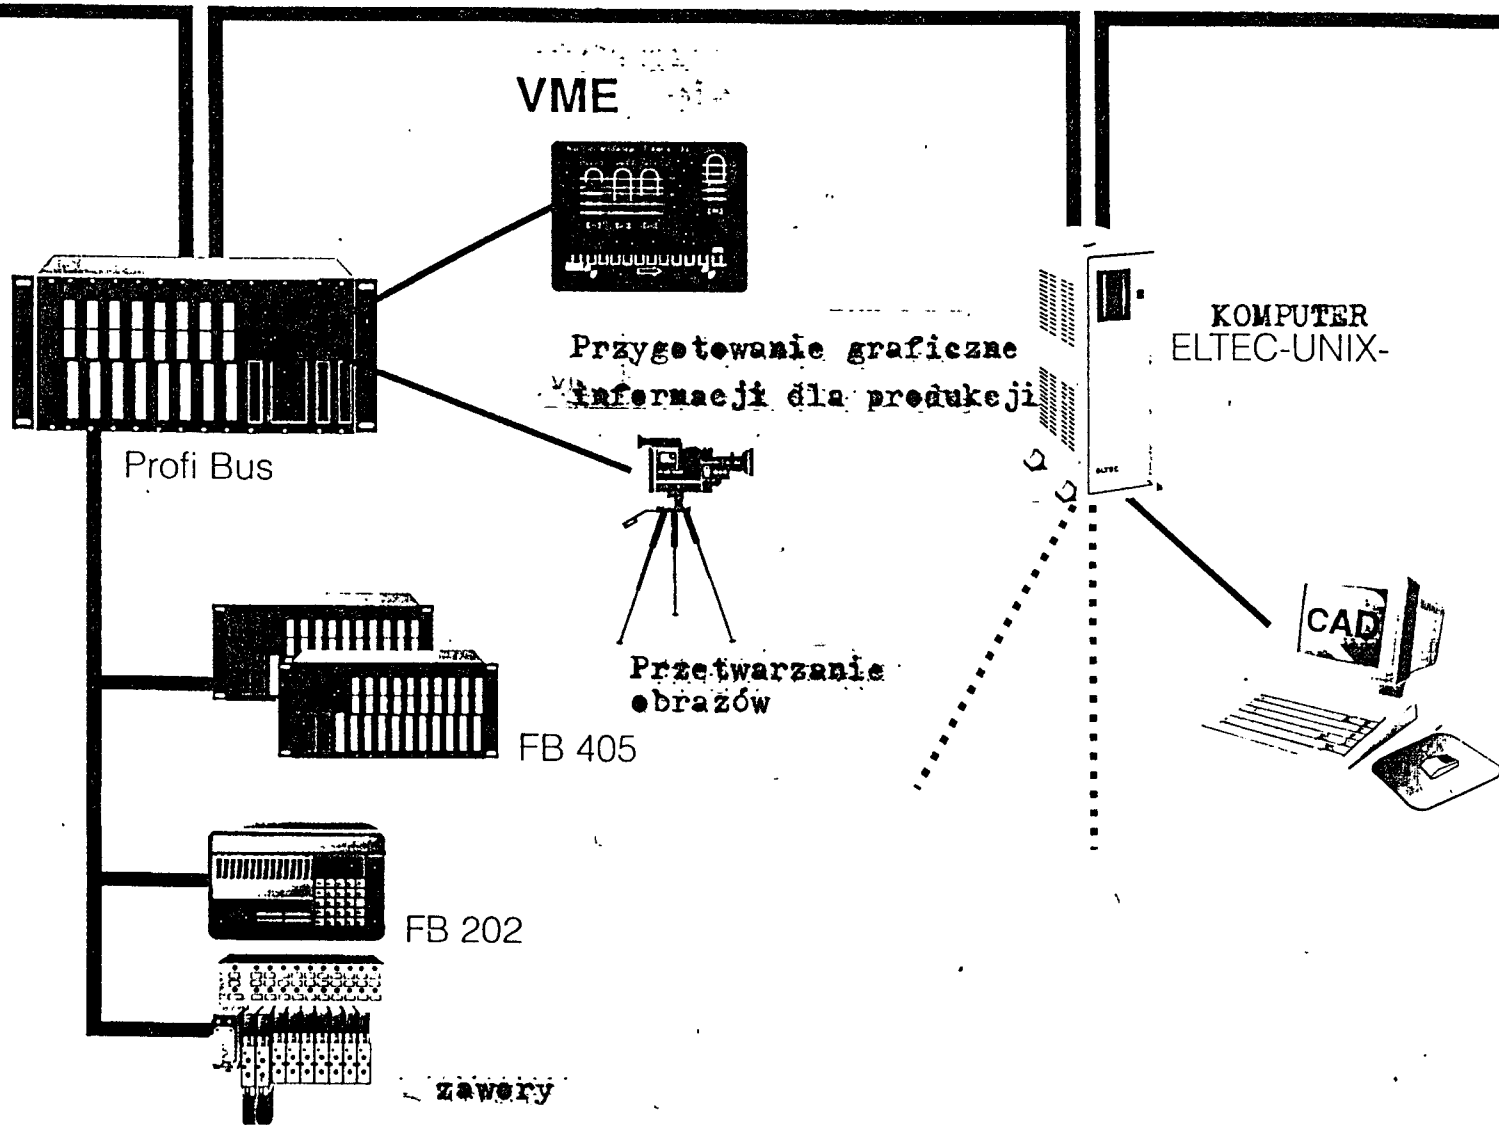 VME
Przygotowanie graficzne
informacji dla produkcji
KOMPUTER
ELTEC-UNIX-
Profi Bus
ELTEC
CAD
Przetwarzanie
obrazów
FB 405
FB 202
zawory